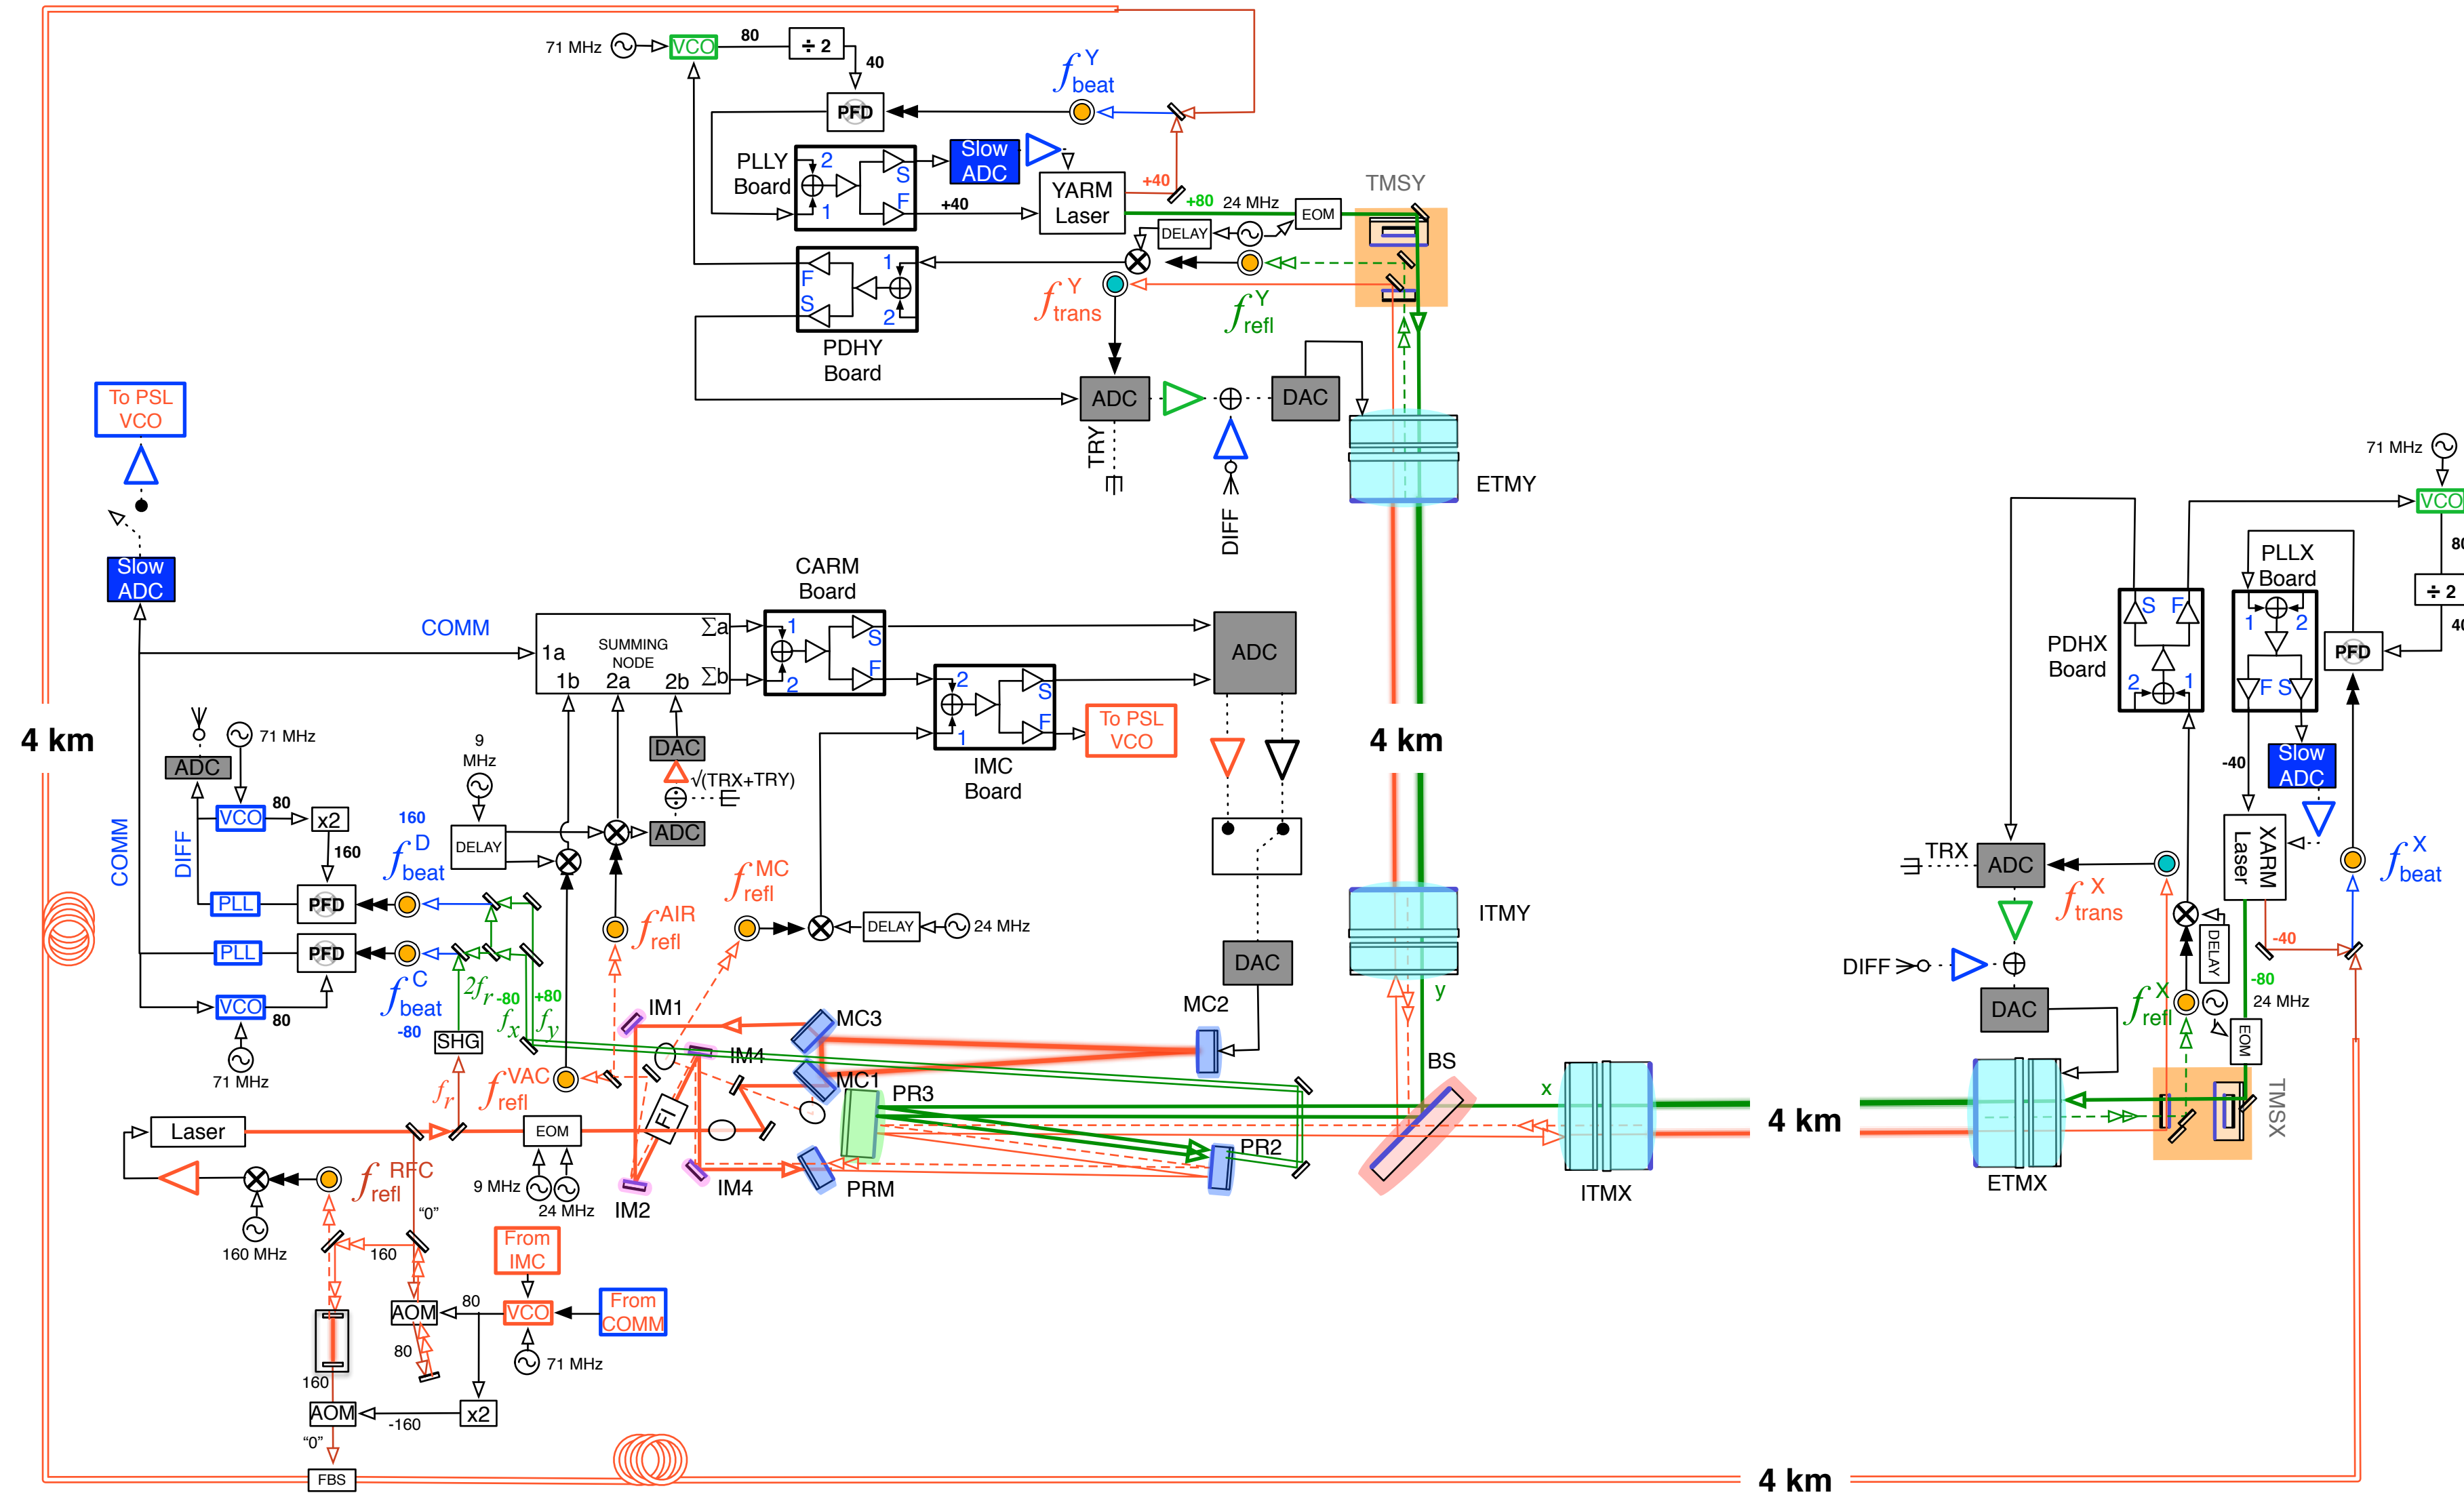 71 MHz
VCO
80
÷ 2
40
PFD
f Y beat
PLLY
Board
2
1
S
F
Slow
ADC
+40
YARM
Laser
+40
+80
24 MHz
EOM
TMSY
DELAY
f Y trans
f Y refl
F
S
1
2
PDHY
Board
ADC
DAC
TRY
DIFF
ETMY
To PSL
VCO
Slow
ADC
COMM
1a
SUMMING
NODE
1b
2a
2b
∑a
∑b
CARM
Board
1
2
S
F
2
1
S
F
IMC
Board
To PSL
VCO
ADC
4 km
4 km
71 MHz
VCO
80
÷ 2
40
PFD
PLLX
Board
1
2
F
S
PDHX
Board
S
F
2
1
Slow
ADC
-40
XARM
Laser
f X beat
TRX
ADC
f X trans
DELAY
-40
-80
24 MHz
f X refl
EOM
DIFF
DAC
ETMX
TMSX
ADC
71 MHz
VCO
80
x2
160
COMM
DIFF
160
f D beat
PLL
PFD
PLL
PFD
f C beat
-80
VCO
80
71 MHz
9
MHz
DELAY
DAC
√(TRX+TRY)
ADC
f AIR refl
f MC refl
DELAY
24 MHz
DAC
ITMY
y
2fr
-80
+80
fx
fy
SHG
fr
f VAC refl
IM1
IM4
MC3
MC1
MC2
FI
PR3
PR2
BS
x
4 km
ITMX
Laser
EOM
9 MHz
24 MHz
IM2
IM4
PRM
f RFC refl
160 MHz
"0"
160
From
IMC
AOM
80
VCO
From
COMM
80
71 MHz
160
AOM
-160
x2
"0"
FBS
4 km